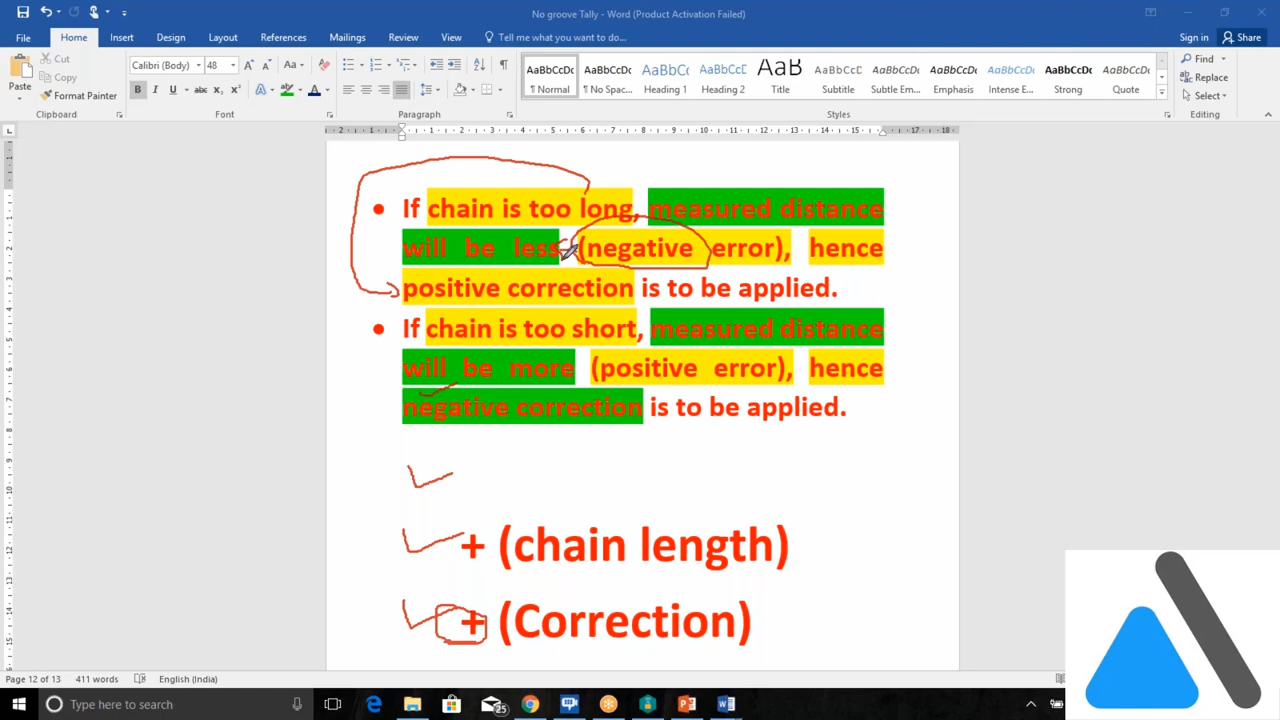 No groove Tally - Word (Product Activation Failed)
File Home Insert Design Layout References Mailings Review View Tell me what you want to do... Sign in Share
Paste
Cut
Copy
Format Painter
Calibri (Body) 48
Find
Replace
Select
AaBbCcDc AaBbCcDc AaBbC AaBbCcD AaB AaBbCcD AaBbCcDc AaBbCcDc AaBbCcDc AaBbCcDc
¶ Normal ¶ No Spac... Heading 1 Heading 2 Title Subtitle Subtle Em... Emphasis Intense E... Strong Quote
Clipboard Font Paragraph Styles Editing
• If chain is too long, measured distance
will be less (negative error), hence
positive correction is to be applied.
• If chain is too short, measured distance
will be more (positive error), hence
negative correction is to be applied.
+ (chain length)
+ (Correction)
Page 12 of 13 411 words English (India)
Type here to search
25